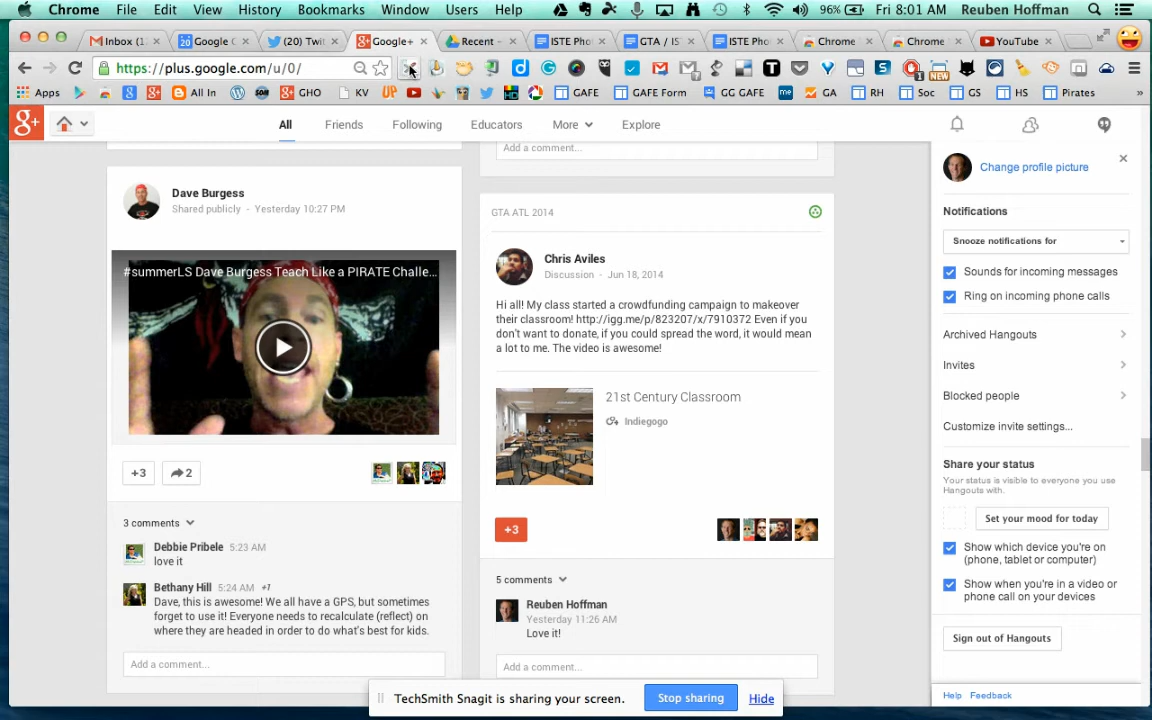 Chrome File Edit View History Bookmarks Window Users Help 96% Fri 8:01 AM Reuben Hoffman
Inbox (1 Google C (20) Twit Google+ Recent - ISTE Pho GTA / IS ISTE Pho Chrome Chrome YouTube
https://plus.google.com/u/0/
Apps All In GHO KV GAFE GAFE Form GG GAFE GA RH Soc GS HS Pirates »
All Friends Following Educators More Explore
Dave Burgess
Shared publicly - Yesterday 10:27 PM
#summerLS Dave Burgess Teach Like a PIRATE Challe...
+3 2
3 comments
Debbie Pribele 5:23 AM
love it
Bethany Hill 5:24 AM +1
Dave, this is awesome! We all have a GPS, but sometimes
forget to use it! Everyone needs to recalculate (reflect) on
where they are headed in order to do what's best for kids.
Add a comment...
Add a comment...
GTA ATL 2014
Chris Aviles
Discussion - Jun 18, 2014
Hi all! My class started a crowdfunding campaign to makeover
their classroom! http://igg.me/p/823207/x/7910372 Even if you
don't want to donate, if you could spread the word, it would mean
a lot to me. The video is awesome!
21st Century Classroom
Indiegogo
+3
5 comments
Reuben Hoffman
Yesterday 11:26 AM
Love it!
Add a comment...
Change profile picture
Notifications
Snooze notifications for
Sounds for incoming messages
Ring on incoming phone calls
Archived Hangouts
Invites
Blocked people
Customize invite settings...
Share your status
Your status is visible to everyone you use
Hangouts with.
Set your mood for today
Show which device you're on
(phone, tablet or computer)
Show when you're in a video or
phone call on your devices
Sign out of Hangouts
Help Feedback
TechSmith Snagit is sharing your screen. Stop sharing Hide